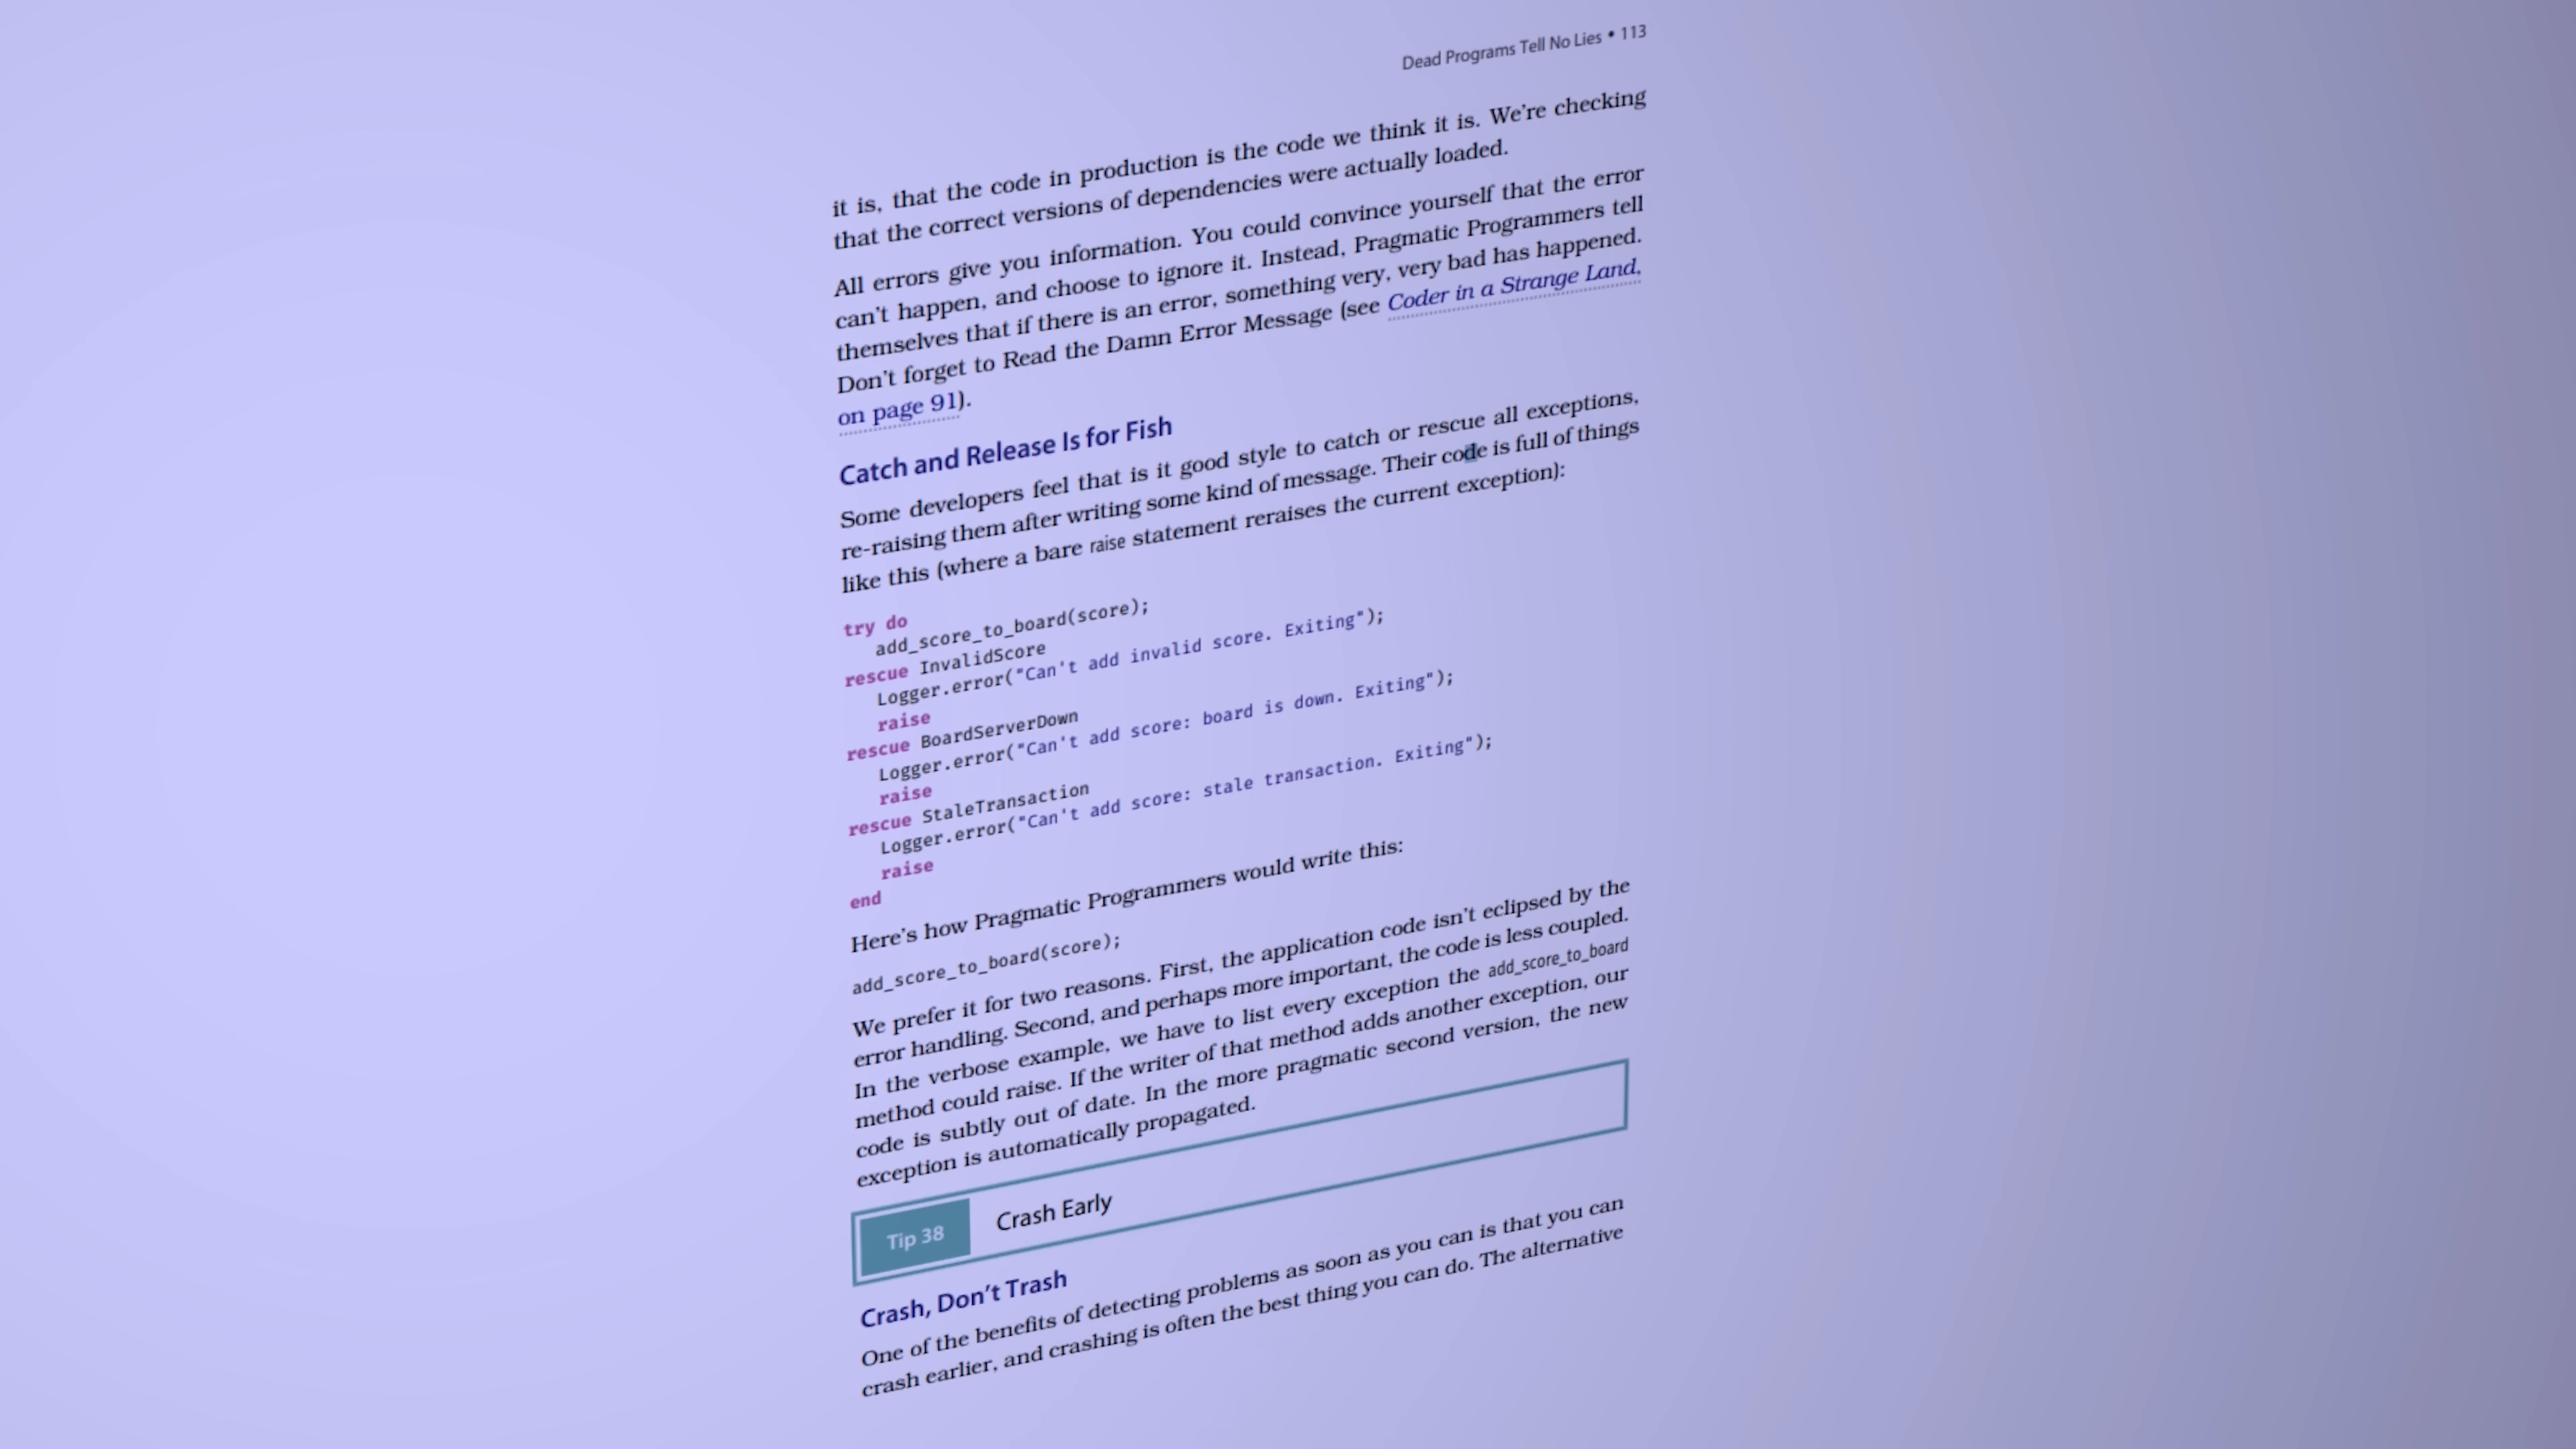 Dead Programs Tell No Lies • 113
it is, that the code in production is the code we think it is. We're checking
that the correct versions of dependencies were actually loaded.
All errors give you information. You could convince yourself that the error
can't happen, and choose to ignore it. Instead, Pragmatic Programmers tell
themselves that if there is an error, something very, very bad has happened.
Don't forget to Read the Damn Error Message (see Coder in a Strange Land,
on page 91).
Catch and Release Is for Fish
Some developers feel that is it good style to catch or rescue all exceptions,
re-raising them after writing some kind of message. Their code is full of things
like this (where a bare raise statement reraises the current exception):
try do
add_score_to_board(score);
rescue InvalidScore
Logger.error("Can't add invalid score. Exiting");
raise
rescue BoardServerDown
Logger.error("Can't add score: board is down. Exiting");
raise
rescue StaleTransaction
Logger.error("Can't add score: stale transaction. Exiting");
raise
end
Here's how Pragmatic Programmers would write this:
add_score_to_board(score);
We prefer it for two reasons. First, the application code isn't eclipsed by the
error handling. Second, and perhaps more important, the code is less coupled.
In the verbose example, we have to list every exception the add_score_to_board
method could raise. If the writer of that method adds another exception, our
code is subtly out of date. In the more pragmatic second version, the new
exception is automatically propagated.
Tip 38 Crash Early
Crash, Don't Trash
One of the benefits of detecting problems as soon as you can is that you can
crash earlier, and crashing is often the best thing you can do. The alternative